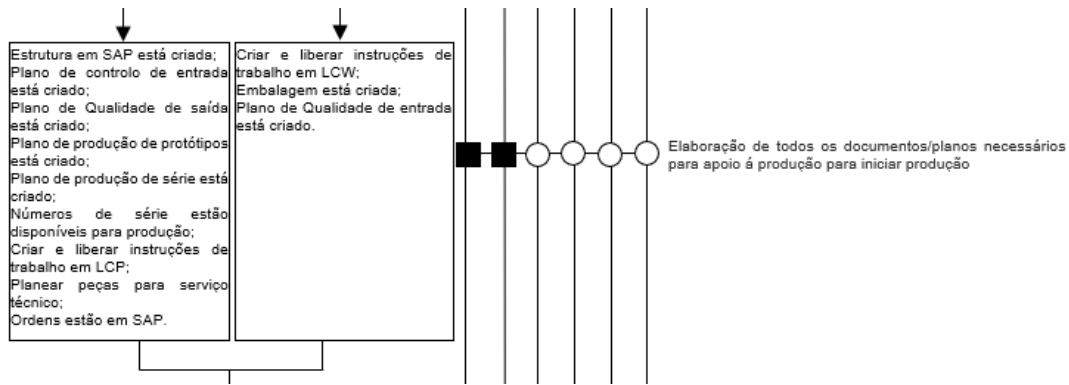 Estrutura em SAP está criada;
Plano de controlo de entrada
está criado;
Plano de Qualidade de saída
está criado;
Plano de produção de protótipos
está criado;
Plano de produção de série está
criado;
Números de série estão
disponíveis para produção;
Criar e liberar instruções de
trabalho em LCP;
Planear peças para serviço
técnico;
Ordens estão em SAP.
Criar e liberar instruções de
trabalho em LCW;
Embalagem está criada;
Plano de Qualidade de entrada
está criado.
Elaboração de todos os documentos/planos necessários
para apoio á produção para iniciar produção